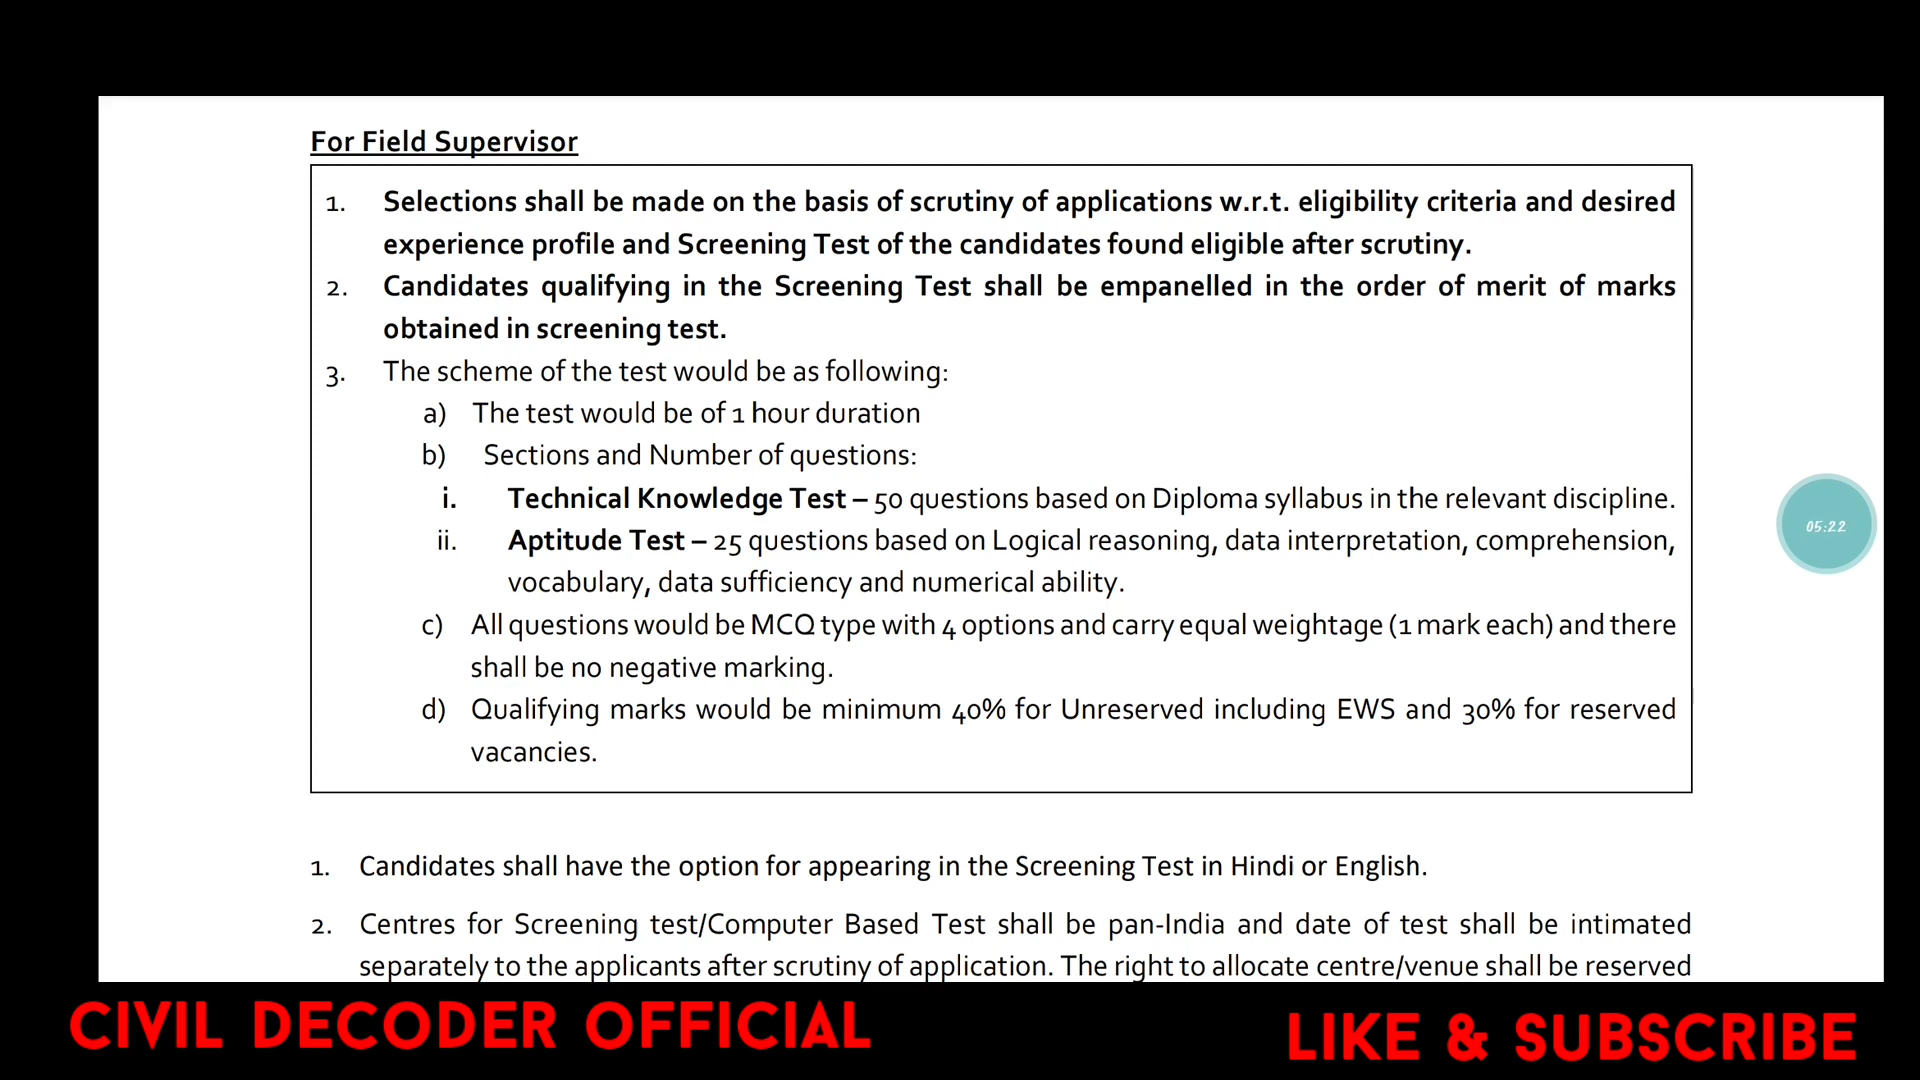 For Field Supervisor
1. Selections shall be made on the basis of scrutiny of applications w.r.t. eligibility criteria and desired
experience profile and Screening Test of the candidates found eligible after scrutiny.
2. Candidates qualifying in the Screening Test shall be empanelled in the order of merit of marks
obtained in screening test.
3. The scheme of the test would be as following:
a) The test would be of 1 hour duration
b) Sections and Number of questions:
i. Technical Knowledge Test – 50 questions based on Diploma syllabus in the relevant discipline.
05:22
ii. Aptitude Test – 25 questions based on Logical reasoning, data interpretation, comprehension,
vocabulary, data sufficiency and numerical ability.
c) All questions would be MCQ type with 4 options and carry equal weightage (1 mark each) and there
shall be no negative marking.
d) Qualifying marks would be minimum 40% for Unreserved including EWS and 30% for reserved
vacancies.
1. Candidates shall have the option for appearing in the Screening Test in Hindi or English.
2. Centres for Screening test/Computer Based Test shall be pan-India and date of test shall be intimated
separately to the applicants after scrutiny of application. The right to allocate centre/venue shall be reserved
CIVIL DECODER OFFICIAL
LIKE & SUBSCRIBE